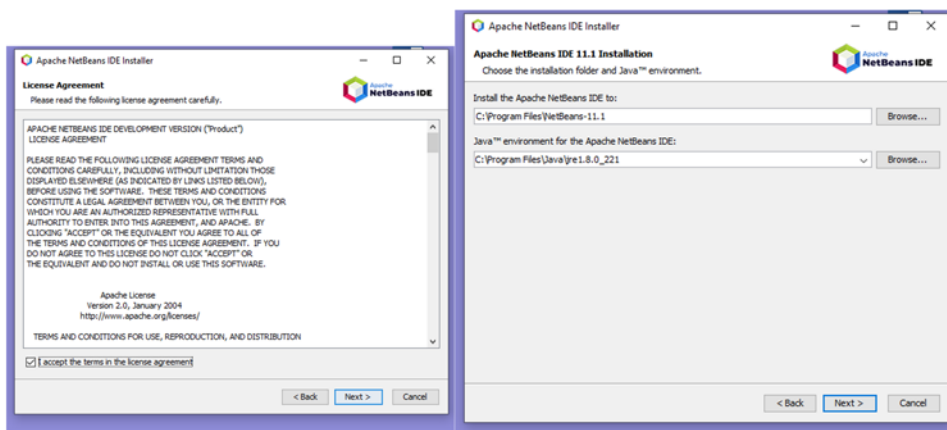 Apache NetBeans IDE Installer
License Agreement
Please read the following license agreement carefully.
Apache
NetBeans IDE
APACHE NETBEANS IDE DEVELOPMENT VERSION ("Product")
LICENSE AGREEMENT
PLEASE READ THE FOLLOWING LICENSE AGREEMENT TERMS AND
CONDITIONS CAREFULLY, INCLUDING WITHOUT LIMITATION THOSE
DISPLAYED ELSEWHERE (AS INDICATED BY LINKS LISTED BELOW),
BEFORE USING THE SOFTWARE. THESE TERMS AND CONDITIONS
CONSTITUTE A LEGAL AGREEMENT BETWEEN YOU, OR THE ENTITY FOR
WHICH YOU ARE AN AUTHORIZED REPRESENTATIVE WITH FULL
AUTHORITY TO ENTER INTO THIS AGREEMENT, AND APACHE. BY
CLICKING "ACCEPT" OR THE EQUIVALENT YOU AGREE TO ALL OF
THE TERMS AND CONDITIONS OF THIS LICENSE AGREEMENT. IF YOU
DO NOT AGREE TO THIS LICENSE DO NOT CLICK "ACCEPT" OR
THE EQUIVALENT AND DO NOT INSTALL OR USE THIS SOFTWARE.
Apache License
Version 2.0, January 2004
http://www.apache.org/licenses/
TERMS AND CONDITIONS FOR USE, REPRODUCTION, AND DISTRIBUTION
I accept the terms in the license agreement
< Back Next > Cancel
Apache NetBeans IDE Installer
Apache NetBeans IDE 11.1 Installation
Choose the installation folder and Java™ environment.
Apache
NetBeans IDE
Install the Apache NetBeans IDE to:
C:\Program Files\NetBeans-11.1 Browse...
Java™ environment for the Apache NetBeans IDE:
C:\Program Files\Java\jre1.8.0_221 Browse...
< Back Next > Cancel